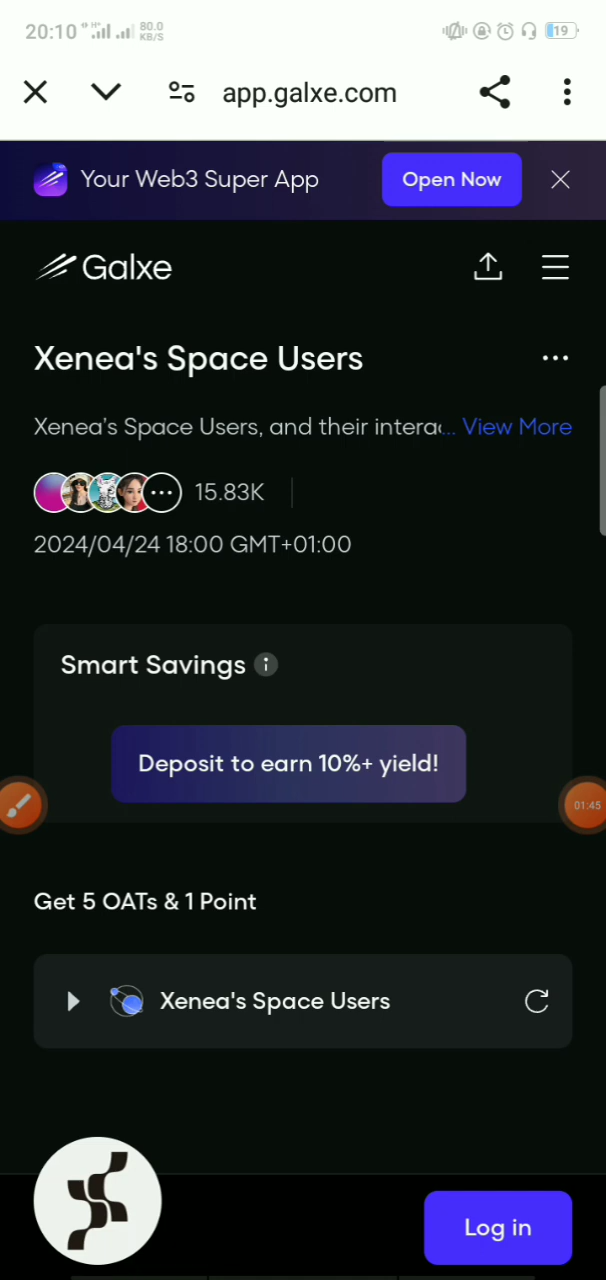 20:10 H+ 80.0 KB/S 19
app.galxe.com
Your Web3 Super App Open Now
Galxe
Xenea's Space Users
Xenea's Space Users, and their intera... View More
15.83K
2024/04/24 18:00 GMT+01:00
Smart Savings
Deposit to earn 10%+ yield!
01:45
Get 5 OATs & 1 Point
Xenea's Space Users
Log in